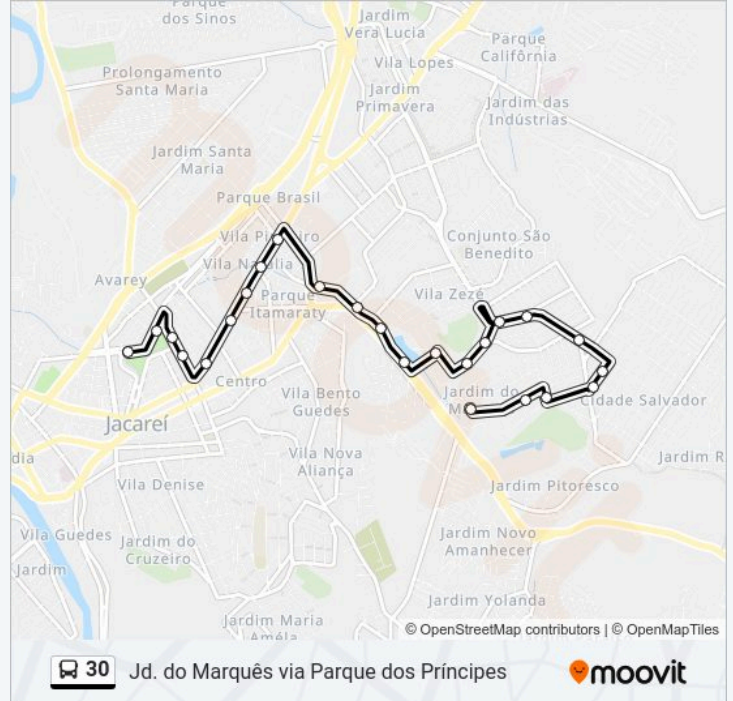 Parque
dos Sinos
Jardim
Vera Lucia
Parque
Califôrnia
Vila Lopes
Prolongamento
Santa Maria
Jardim
Primavera
Jardim das
Indústrias
Jardim Santa
Maria
Parque Brasil
Vila
Conjunto São
Benedito
Vila Natália
Avarey
Parque
Itamaraty
Vila Zezé
Centro
Vila Bento
Guedes
Jardim do
Cidade Salvador
Jacareí
Vila Nova
Aliança
dia
Jardim R
Vila Denise
Jardim Pitoresco
Vila Guedes
Jardim do
Cruzeiro
Jardim Novo
Amanhecer
Jardim
Jardim Yolanda
Jardim Maria
Amélia
© OpenStreetMap contributors | © OpenMapTiles
30 Jd. do Marquês via Parque dos Príncipes
moovit